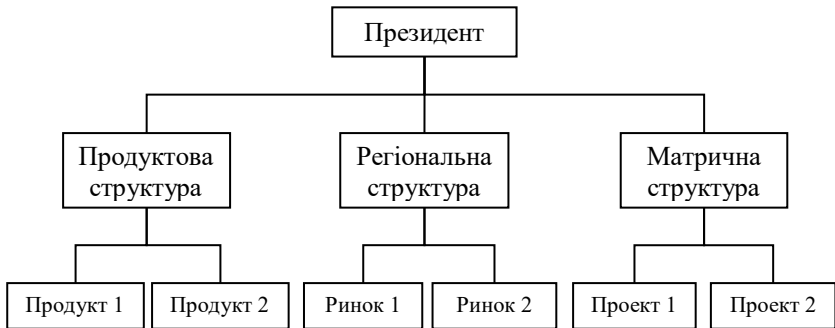 Президент
Продуктова
структура
Регіональна
структура
Матрична
структура
Продукт 1
Продукт 2
Ринок 1
Ринок 2
Проект 1
Проект 2